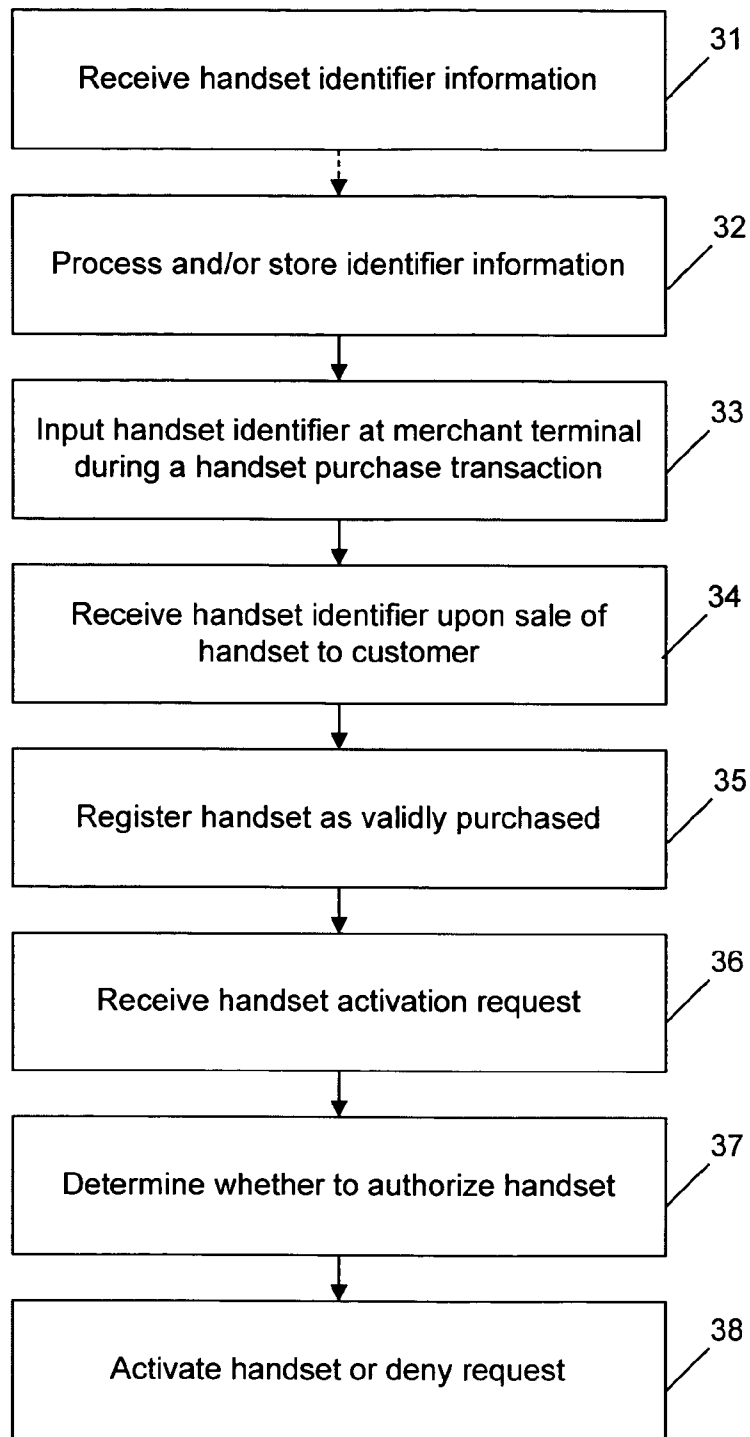 31
Receive handset identifier information
32
Process and/or store identifier information
33
Input handset identifier at merchant terminal
during a handset purchase transaction
34
Receive handset identifier upon sale of
handset to customer
35
Register handset as validly purchased
36
Receive handset activation request
37
Determine whether to authorize handset
38
Activate handset or deny request